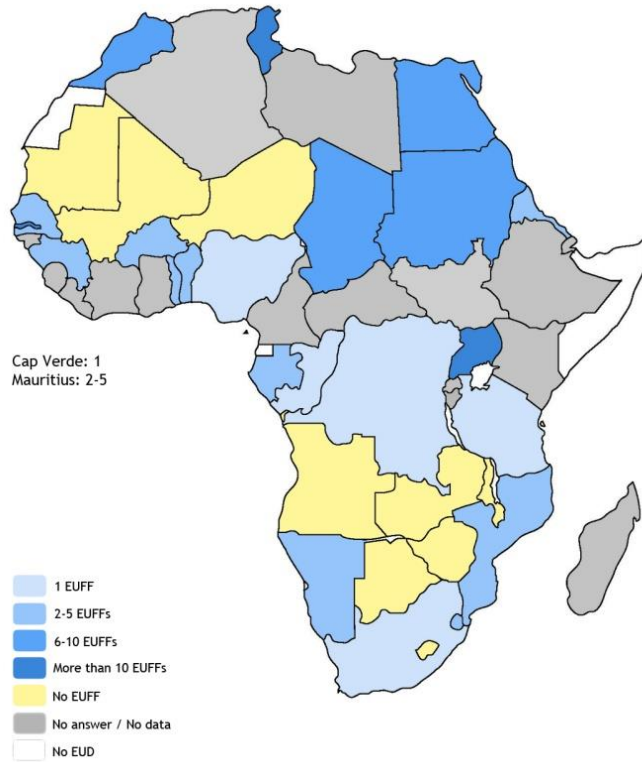 Cap Verde: 1
Mauritius: 2-5
1 EUFF
2-5 EUFFs
6-10 EUFFs
More than 10 EUFFs
No EUFF
No answer / No data
No EUD